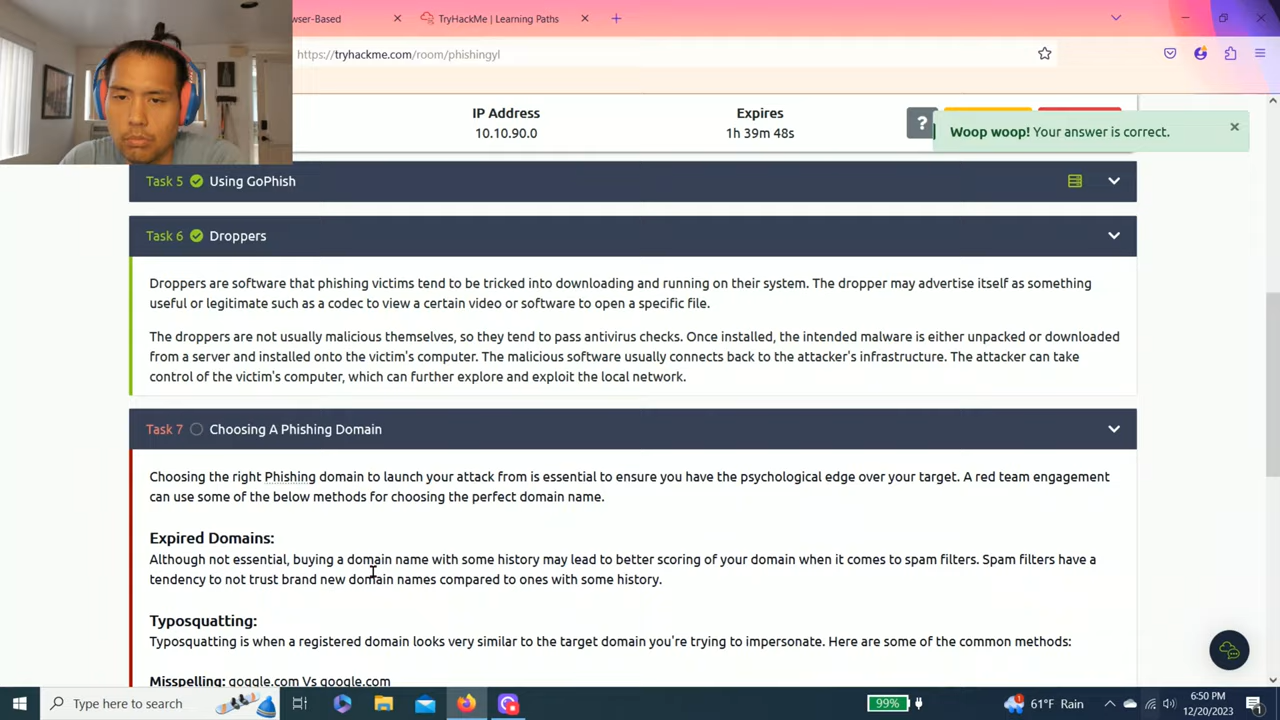 wser-Based
TryHackMe | Learning Paths
https://tryhackme.com/room/phishingyl
IP Address
Expires
10.10.90.0
1h 39m 48s
?
Woop woop! Your answer is correct.
Task 5 Using GoPhish
Task 6 Droppers
Droppers are software that phishing victims tend to be tricked into downloading and running on their system. The dropper may advertise itself as something
useful or legitimate such as a codec to view a certain video or software to open a specific file.
The droppers are not usually malicious themselves, so they tend to pass antivirus checks. Once installed, the intended malware is either unpacked or downloaded
from a server and installed onto the victim's computer. The malicious software usually connects back to the attacker's infrastructure. The attacker can take
control of the victim's computer, which can further explore and exploit the local network.
Task 7 Choosing A Phishing Domain
Choosing the right Phishing domain to launch your attack from is essential to ensure you have the psychological edge over your target. A red team engagement
can use some of the below methods for choosing the perfect domain name.
Expired Domains:
Although not essential, buying a domain name with some history may lead to better scoring of your domain when it comes to spam filters. Spam filters have a
tendency to not trust brand new domain names compared to ones with some history.
Typosquatting:
Typosquatting is when a registered domain looks very similar to the target domain you're trying to impersonate. Here are some of the common methods:
Misspelling: goggle.com Vs google.com
Type here to search
99%
61°F Rain
6:50 PM
12/20/2023